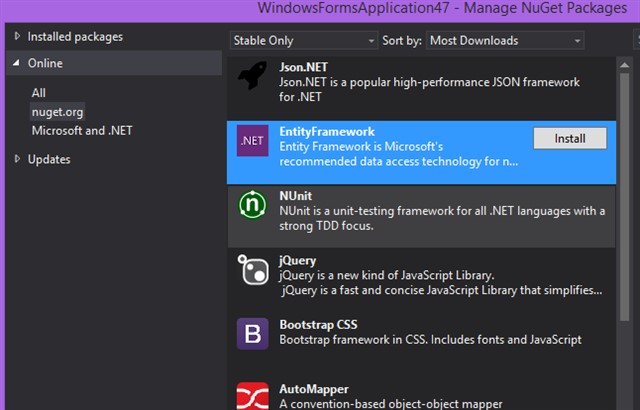 WindowsFormsApplication47 - Manage NuGet Packages
Installed packages
Online
All
nuget.org
Microsoft and .NET
Updates
Stable Only
Sort by:
Most Downloads
Json.NET
Json.NET is a popular high-performance JSON framework
for .NET
.NET
EntityFramework
Entity Framework is Microsoft's
recommended data access technology for n...
Install
n
NUnit
NUnit is a unit-testing framework for all .NET languages with a
strong TDD focus.
jQuery
jQuery is a new kind of JavaScript Library.
jQuery is a fast and concise JavaScript Library that simplifies...
B
Bootstrap CSS
Bootstrap framework in CSS. Includes fonts and JavaScript
AutoMapper
A convention-based object-object mapper